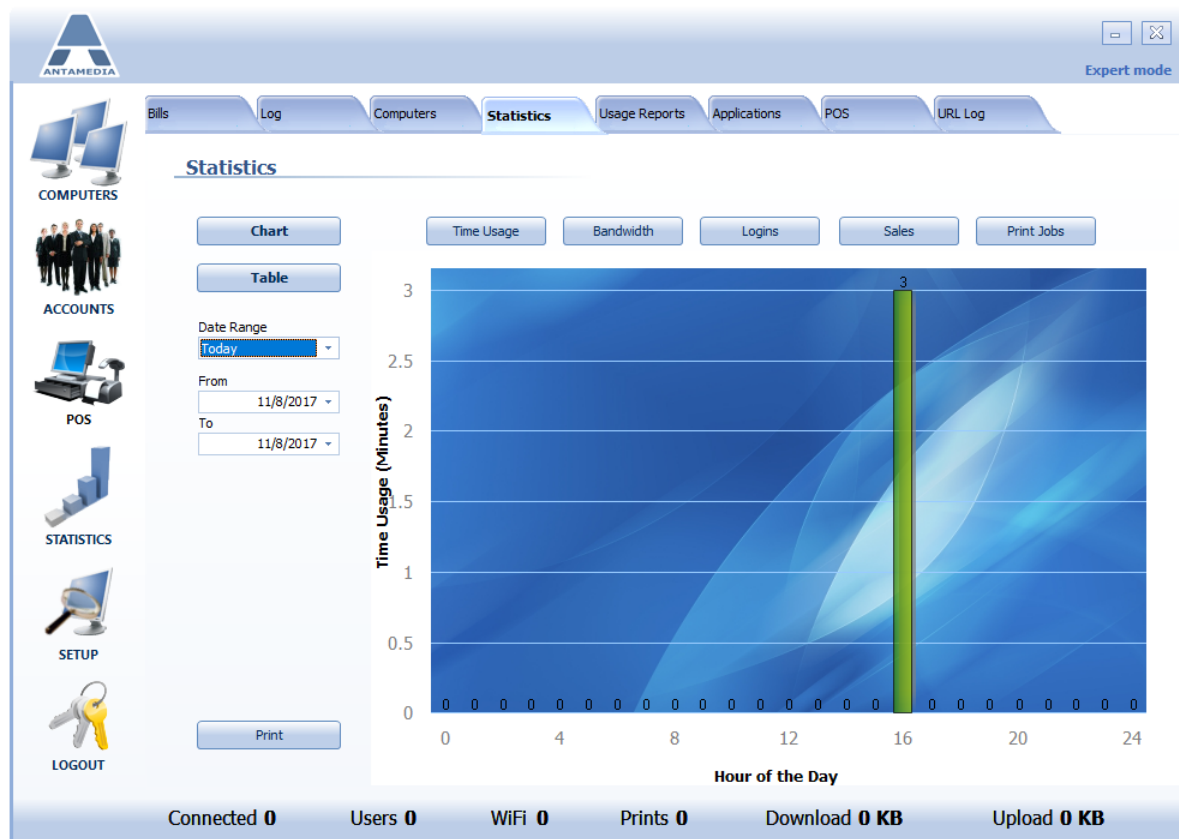 ANTAMEDIA
Expert mode
Bills
Log
Computers
Statistics
Usage Reports
Applications
POS
URL Log
COMPUTERS
ACCOUNTS
POS
STATISTICS
SETUP
LOGOUT
Statistics
Chart
Table
Date Range
Today
From
11/8/2017
To
11/8/2017
Print
Time Usage
Bandwidth
Logins
Sales
Print Jobs
Time Usage (Minutes)
3
2.5
2
1.5
1
0.5
0
3
0 0 0 0 0 0 0 0 0 0 0 0 0 0 0 0 0 0 0 0 0 0 0 0
0 4 8 12 16 20 24
Hour of the Day
Connected 0 Users 0 WiFi 0 Prints 0 Download 0 KB Upload 0 KB